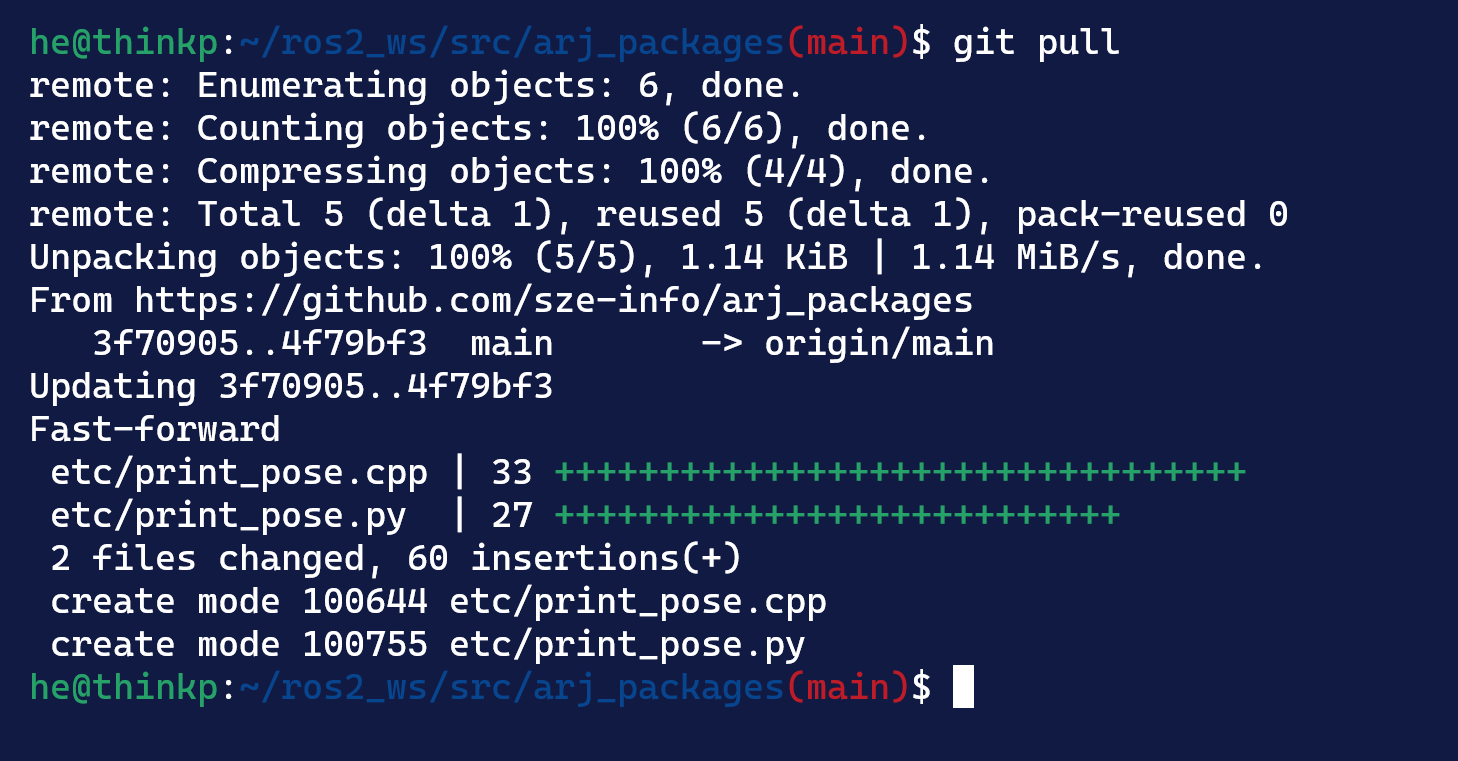 he@thinkp:~/ros2_ws/src/arj_packages(main)$ git pull
remote: Enumerating objects: 6, done.
remote: Counting objects: 100% (6/6), done.
remote: Compressing objects: 100% (4/4), done.
remote: Total 5 (delta 1), reused 5 (delta 1), pack-reused 0
Unpacking objects: 100% (5/5), 1.14 KiB | 1.14 MiB/s, done.
From https://github.com/sze-info/arj_packages
   3f70905..4f79bf3  main       -> origin/main
Updating 3f70905..4f79bf3
Fast-forward
 etc/print_pose.cpp | 33 +++++++++++++++++++++++++++++++++
 etc/print_pose.py  | 27 +++++++++++++++++++++++++++
 2 files changed, 60 insertions(+)
 create mode 100644 etc/print_pose.cpp
 create mode 100755 etc/print_pose.py
he@thinkp:~/ros2_ws/src/arj_packages(main)$